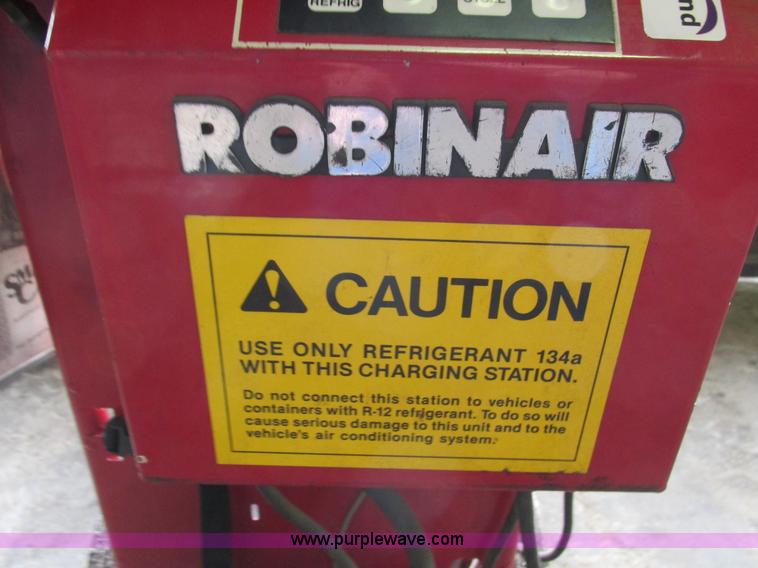 REFRIG
ROBINAIR
CAUTION
USE ONLY REFRIGERANT 134a
WITH THIS CHARGING STATION.
Do not connect this station to vehicles or
containers with R-12 refrigerant. To do so will
cause serious damage to this unit and to the
vehicle's air conditioning system.
www.purplewave.com